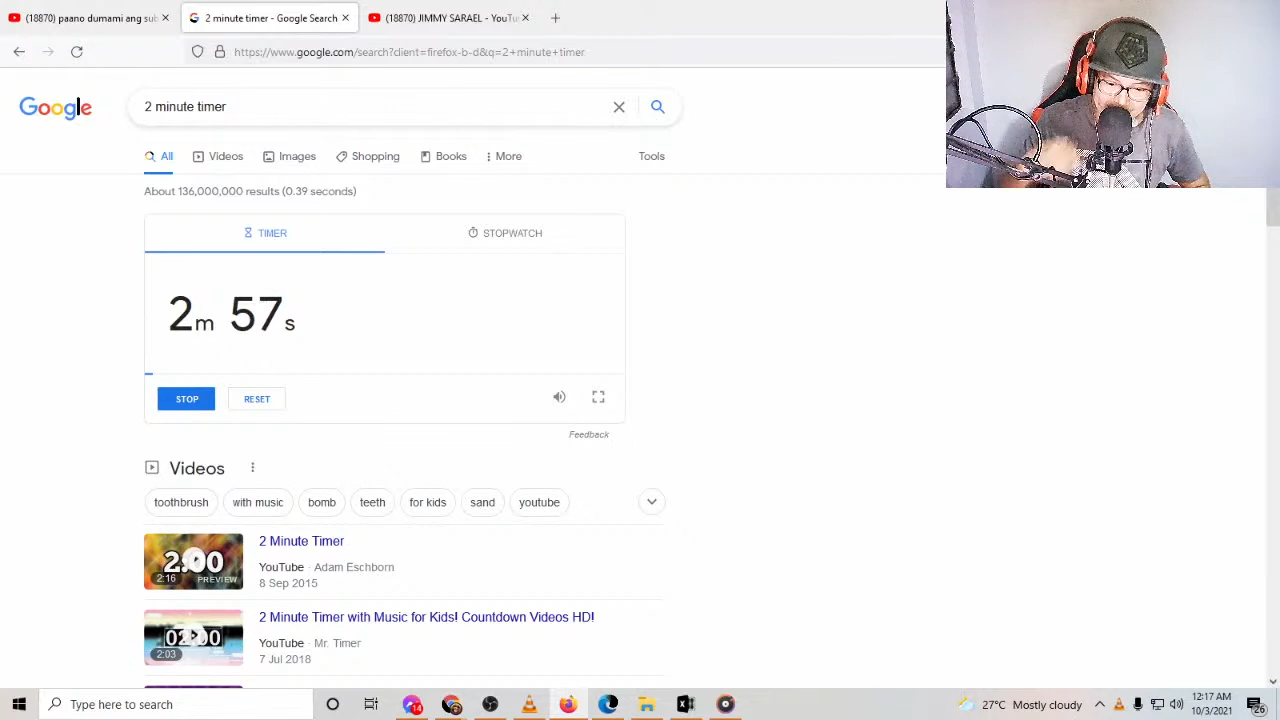 (18870) paano dumami ang sub
2 minute timer - Google Search
(18870) JIMMY SARAEL - YouTu
https://www.google.com/search?client=firefox-b-d&q=2+minute+timer
Google
2 minute timer
All
Videos
Images
Shopping
Books
More
Tools
About 136,000,000 results (0.39 seconds)
TIMER
STOPWATCH
2m 57s
STOP
RESET
Feedback
Videos
toothbrush
with music
bomb
teeth
for kids
sand
youtube
2:00
2:16
PREVIEW
2 Minute Timer
YouTube · Adam Eschborn
8 Sep 2015
02:00
2:03
2 Minute Timer with Music for Kids! Countdown Videos HD!
YouTube · Mr. Timer
7 Jul 2018
Type here to search
14
27°C Mostly cloudy
12:17 AM
10/3/2021
26